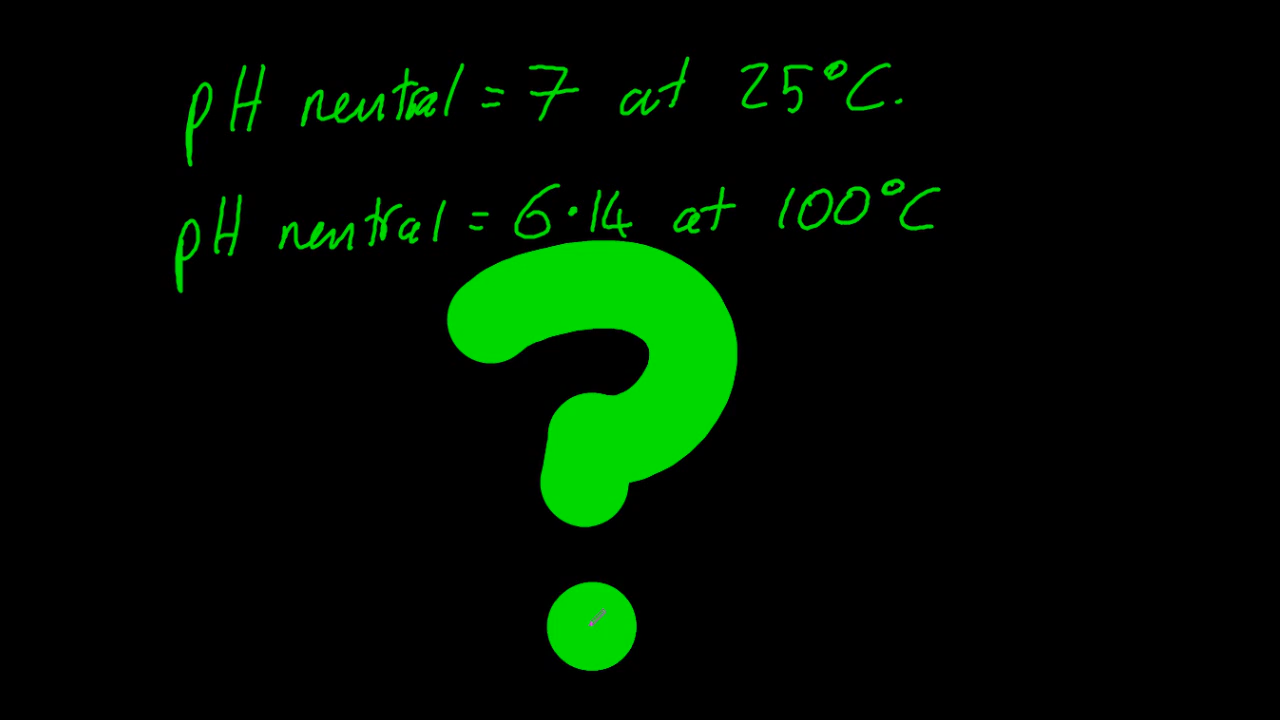 pH neutral = 7 at 25°C.
pH neutral = 6·14 at 100°C
?